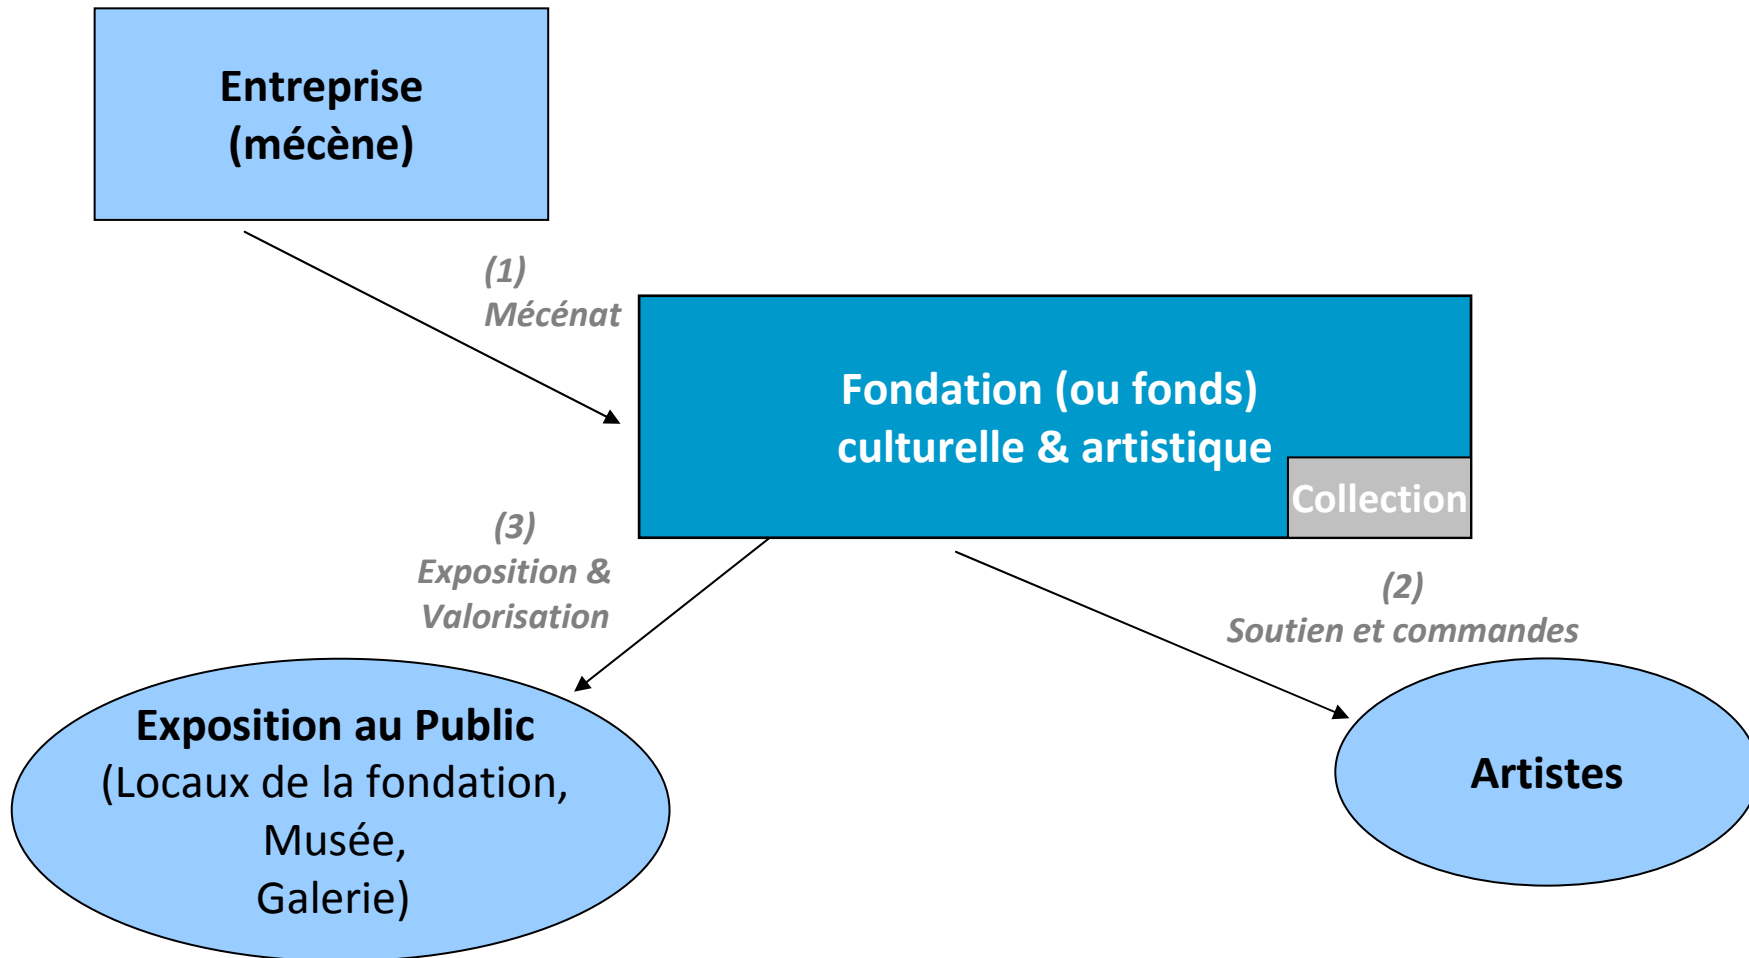 Entreprise
(mécène)
(1)
Mécénat
Fondation (ou fonds)
culturelle & artistique
Collection
(3)
Exposition &
Valorisation
(2)
Soutien et commandes
Exposition au Public
(Locaux de la fondation,
Musée,
Galerie)
Artistes